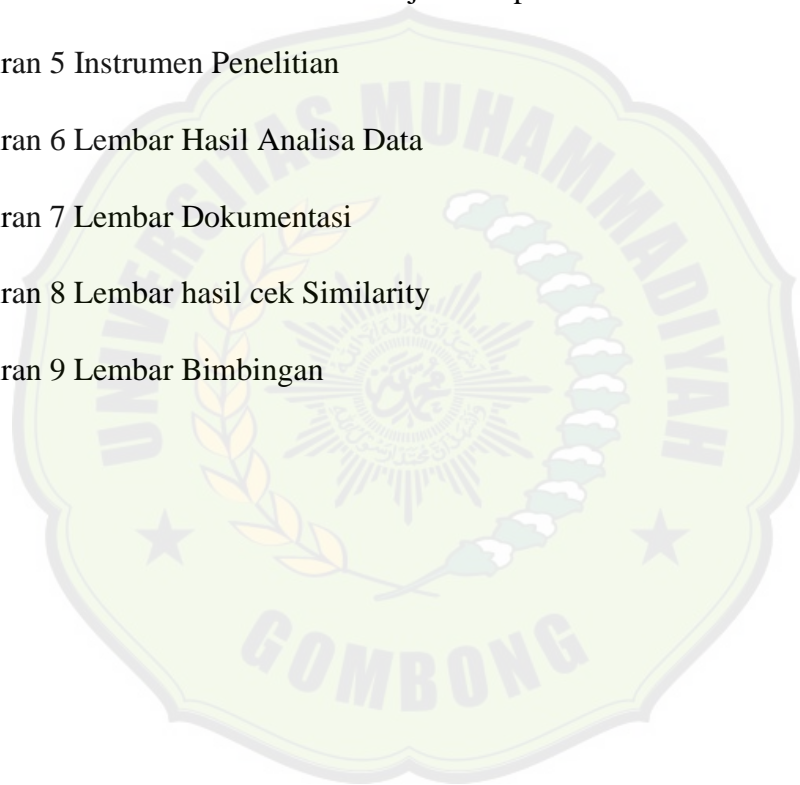 ran 5 Instrumen Penelitian
ran 6 Lembar Hasil Analisa Data
ran 7 Lembar Dokumentasi
ran 8 Lembar hasil cek Similarity
ran 9 Lembar Bimbingan
UNIVERSITAS MUHAMMADIYAH
GOMBONG